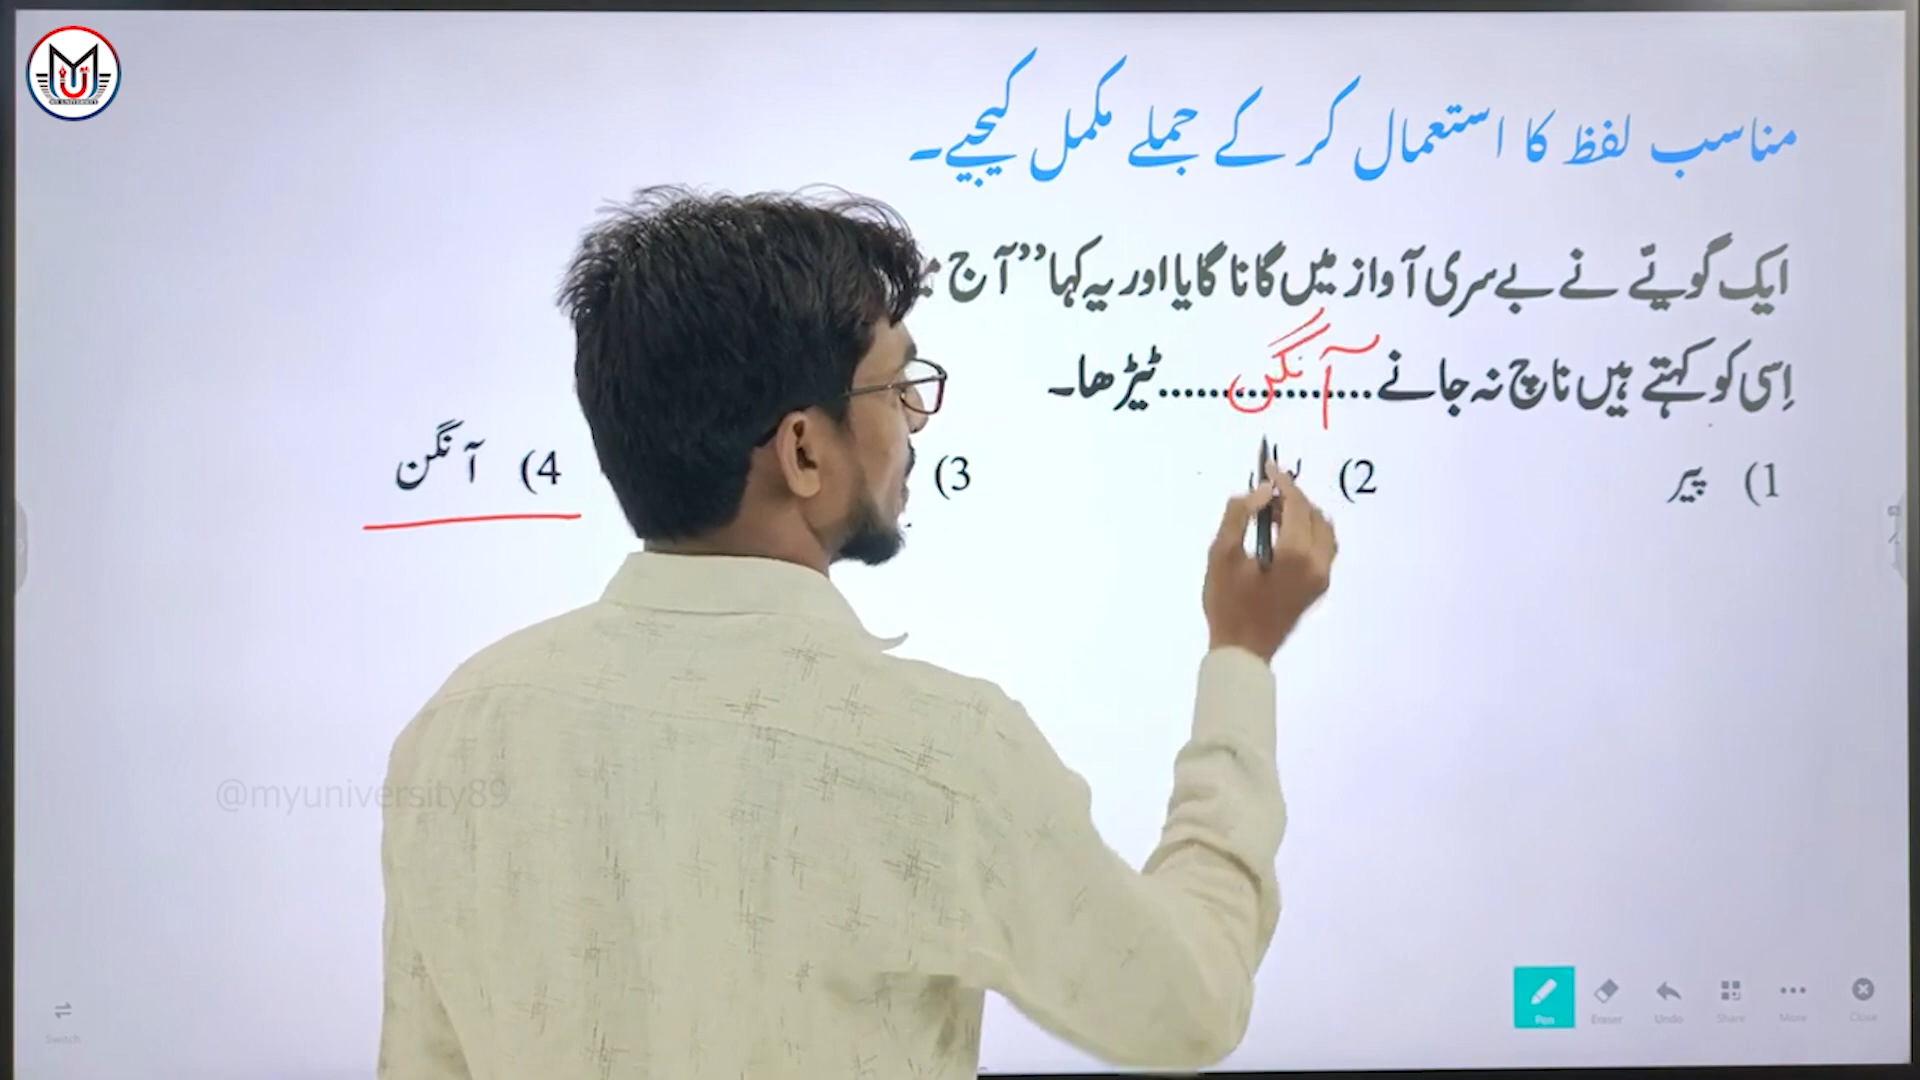 مناسب لفظ کا استعمال کر کے جملے مکمل کیجیے۔
ایک گویّے نے بے سری آواز میں گانا گایا اور یہ کہا ”آج
اِسی کو کہتے ہیں ناچ نہ جانے ........آنگن........ ٹیڑھا۔
1) پیر
2)
3)
4) آنگن
@myuniversity89
MY UNIVERSITY
Switch
Pen
Eraser
Undo
Share
More
Close